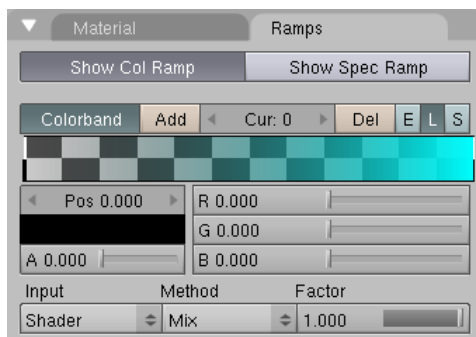 Material Ramps
Show Col Ramp Show Spec Ramp
Colorband Add Cur: 0 Del E L S
Pos 0.000 R 0.000
G 0.000
A 0.000 B 0.000
Input Method Factor
Shader Mix 1.000